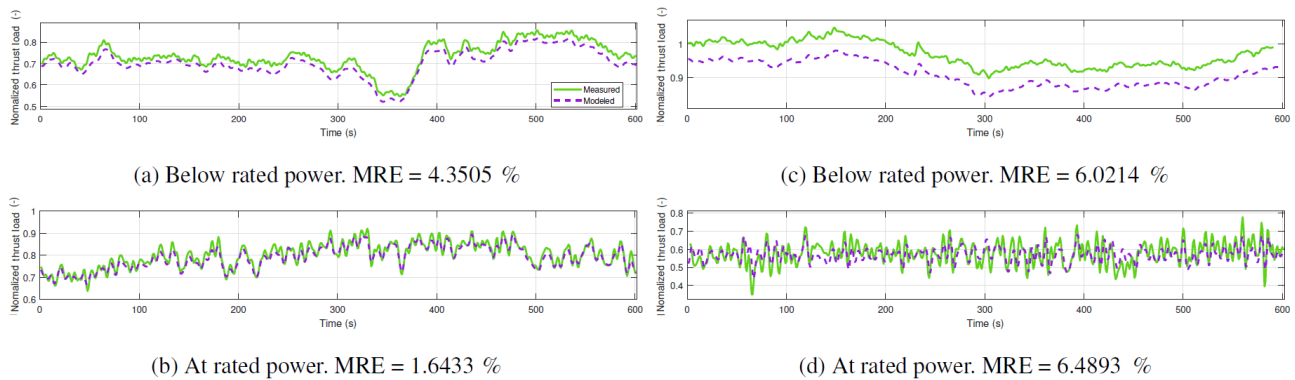 Normalized thrust load (-)
0.8
0.7
0.6
0.5
Measured
Modeled
0 100 200 300 400 500 600
Time (s)
(a) Below rated power. MRE = 4.3505 %
Normalized thrust load (-)
1
0.9
0.8
0.7
0.6
0 100 200 300 400 500 600
Time (s)
(b) At rated power. MRE = 1.6433 %
Normalized thrust load (-)
1
0.9
0 100 200 300 400 500 600
Time (s)
(c) Below rated power. MRE = 6.0214 %
Normalized thrust load (-)
0.8
0.7
0.6
0.5
0.4
0 100 200 300 400 500 600
Time (s)
(d) At rated power. MRE = 6.4893 %